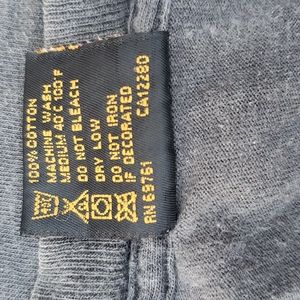 100% COTTON
MACHINE WASH
MEDIUM 40°C 100°F
DO NOT BLEACH
DRY LOW
DO NOT IRON
IF DECORATED
RN 69761 CA12280